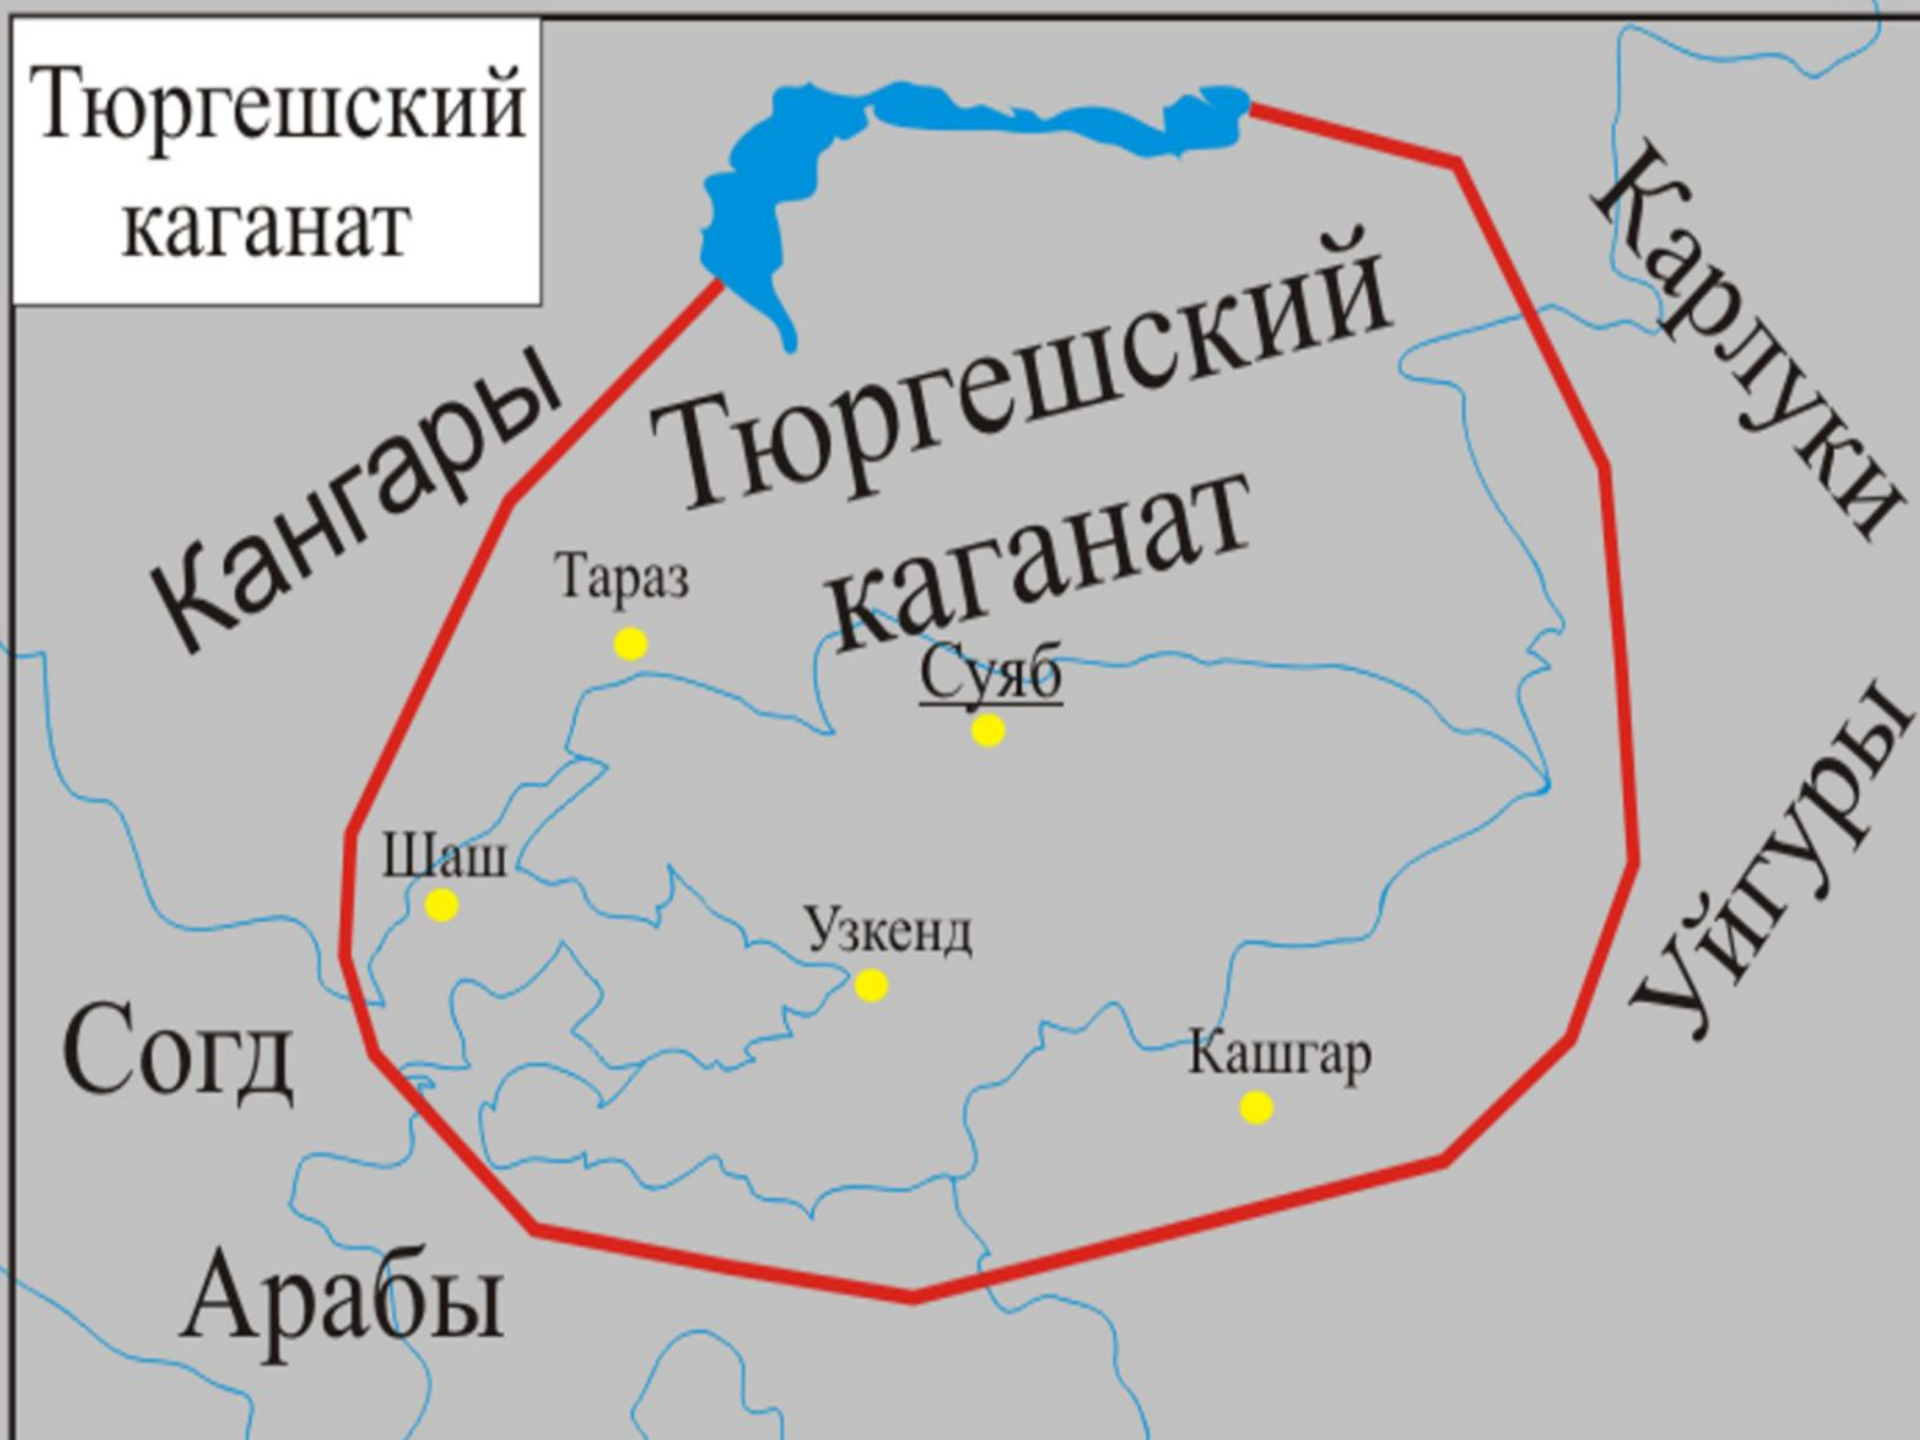 Тюргешский
каганат
Карлуки
Тюргешский
каганат
Кангары
Тараз
Суяб
Шаш
Узкенд
Уйгуры
Согд
Кашгар
Арабы